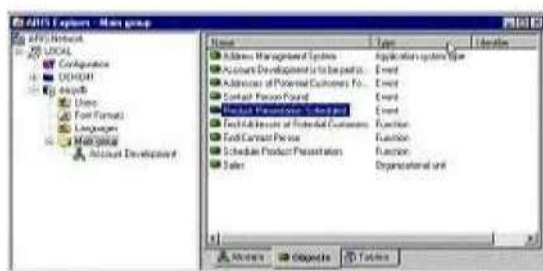 ARIS Explorer - Main group
ARIS Network
LOCAL
Configuration
easydb
Users
Font Formats
Languages
Main group
Account Development
Name Type Identifier
Address Management System Application system type
Account Development is to be perfo... Event
Addresses of Potential Customers Fo... Event
Contact Person Found Event
Product Presentation Scheduled Event
Find Addresses of Potential Customers Function
Find Contact Person Function
Schedule Product Presentation Function
Sales Organizational unit
Models Objects Tables